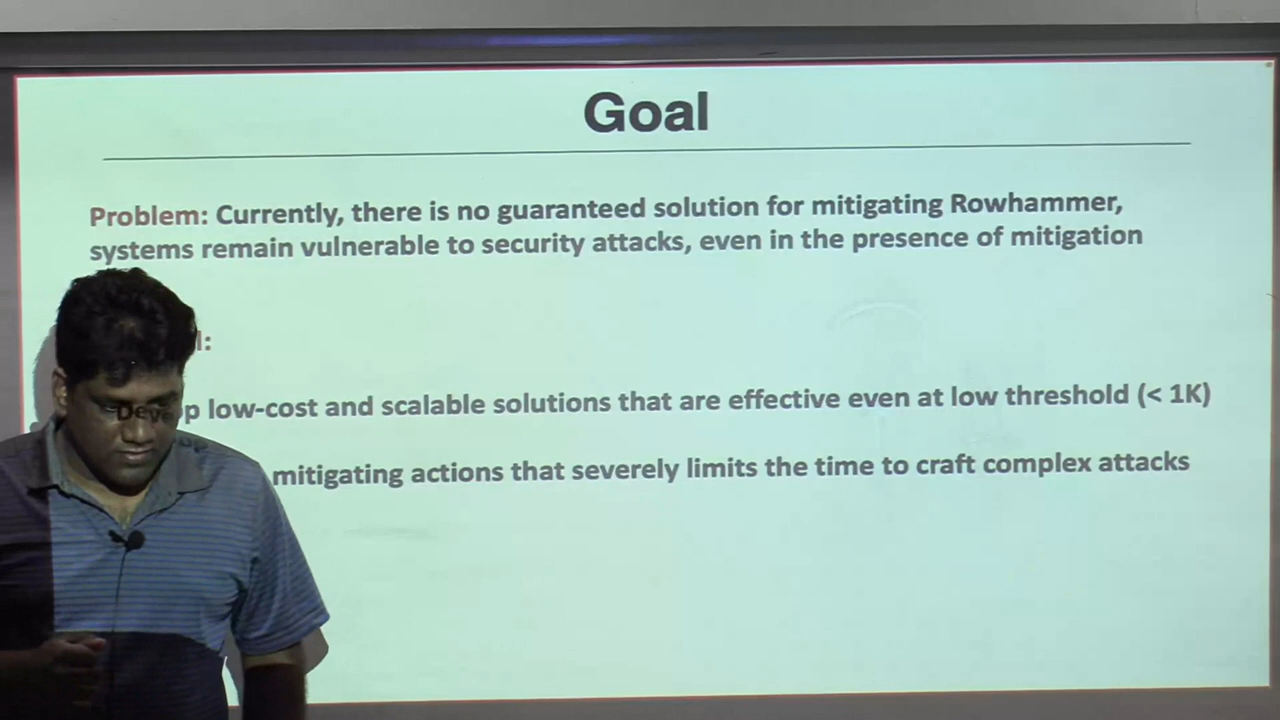 Goal
Problem: Currently, there is no guaranteed solution for mitigating Rowhammer,
systems remain vulnerable to security attacks, even in the presence of mitigation
l:
Develop low-cost and scalable solutions that are effective even at low threshold (< 1K)
mitigating actions that severely limits the time to craft complex attacks